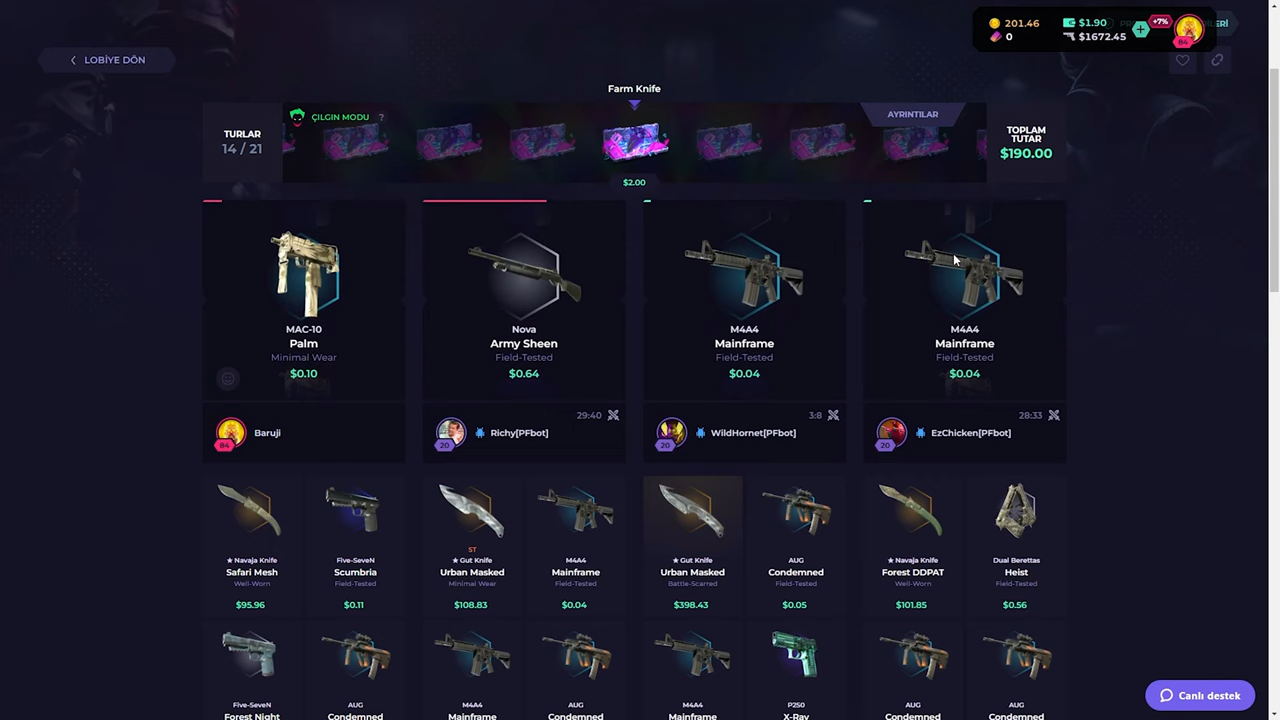 201.46
$1.90
+7%
0
$1672.45
84
LOBİYE DÖN
Farm Knife
TURLAR
14 / 21
ÇILGIN MODU ?
AYRINTILAR
TOPLAM
TUTAR
$190.00
$2.00
MAC-10
Palm
Minimal Wear
$0.10
Nova
Army Sheen
Field-Tested
$0.64
M4A4
Mainframe
Field-Tested
$0.04
M4A4
Mainframe
Field-Tested
$0.04
84
Baruji
29:40
20
Richy[PFbot]
3:8
20
WildHornet[PFbot]
28:33
20
EzChicken[PFbot]
★ Navaja Knife
Safari Mesh
Well-Worn
$95.96
Five-SeveN
Scumbria
Field-Tested
$0.11
ST
★ Gut Knife
Urban Masked
Minimal Wear
$108.83
M4A4
Mainframe
Field-Tested
$0.04
★ Gut Knife
Urban Masked
Battle-Scarred
$398.43
AUG
Condemned
Field-Tested
$0.05
★ Navaja Knife
Forest DDPAT
Well-Worn
$101.85
Dual Berettas
Heist
Field-Tested
$0.56
Five-SeveN
Forest Night
AUG
Condemned
M4A4
Mainframe
AUG
Condemned
M4A4
Mainframe
P250
X-Ray
AUG
Condemned
AUG
Condemned
Canlı destek